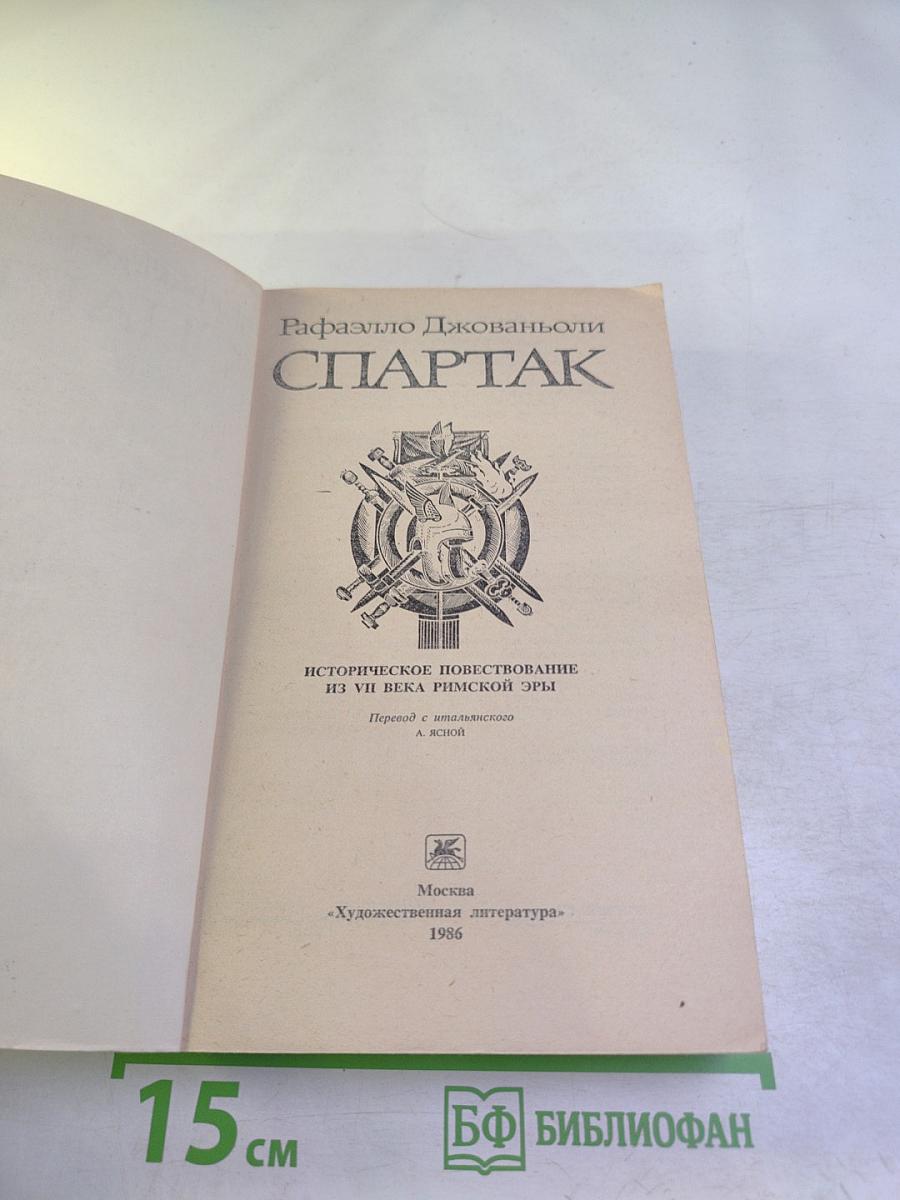 Рафаэлло Джованьоли
СПАРТАК
ИСТОРИЧЕСКОЕ ПОВЕСТВОВАНИЕ
ИЗ VII ВЕКА РИМСКОЙ ЭРЫ
Перевод с итальянского
А. ЯСНОЙ
Москва
«Художественная литература»
1986
15 см
БФ БИБЛИОФАН